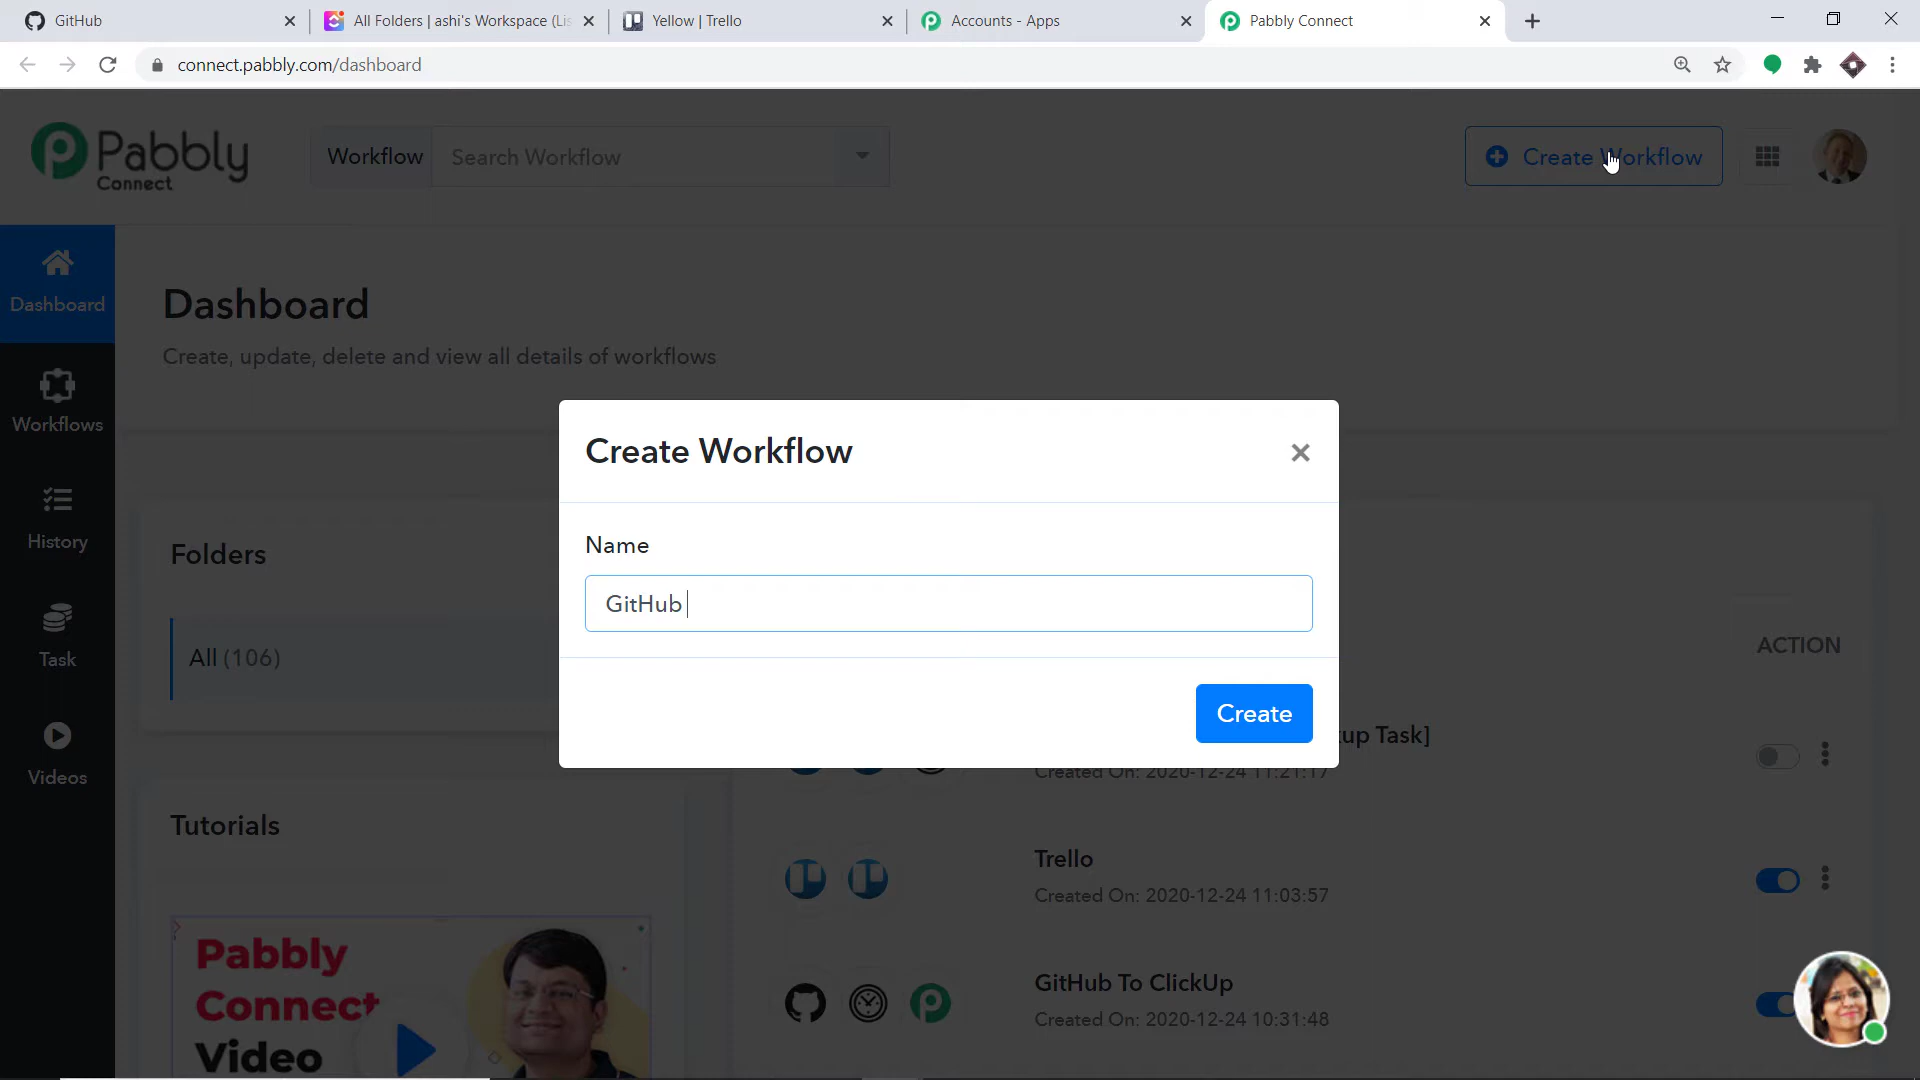 GitHub
All Folders | ashi's Workspace (Lis
Yellow | Trello
Accounts - Apps
Pabbly Connect
connect.pabbly.com/dashboard
Pabbly
Connect
Workflow
Search Workflow
Create Workflow
Dashboard
Dashboard
Create, update, delete and view all details of workflows
Workflows
Create Workflow
History
Name
Folders
GitHub
ACTION
Task
All (106)
Create
up Task]
Created On: 2020-12-24 11:21:17
Videos
Tutorials
Trello
Created On: 2020-12-24 11:03:57
Pabbly
Connect
Video
GitHub To ClickUp
Created On: 2020-12-24 10:31:48